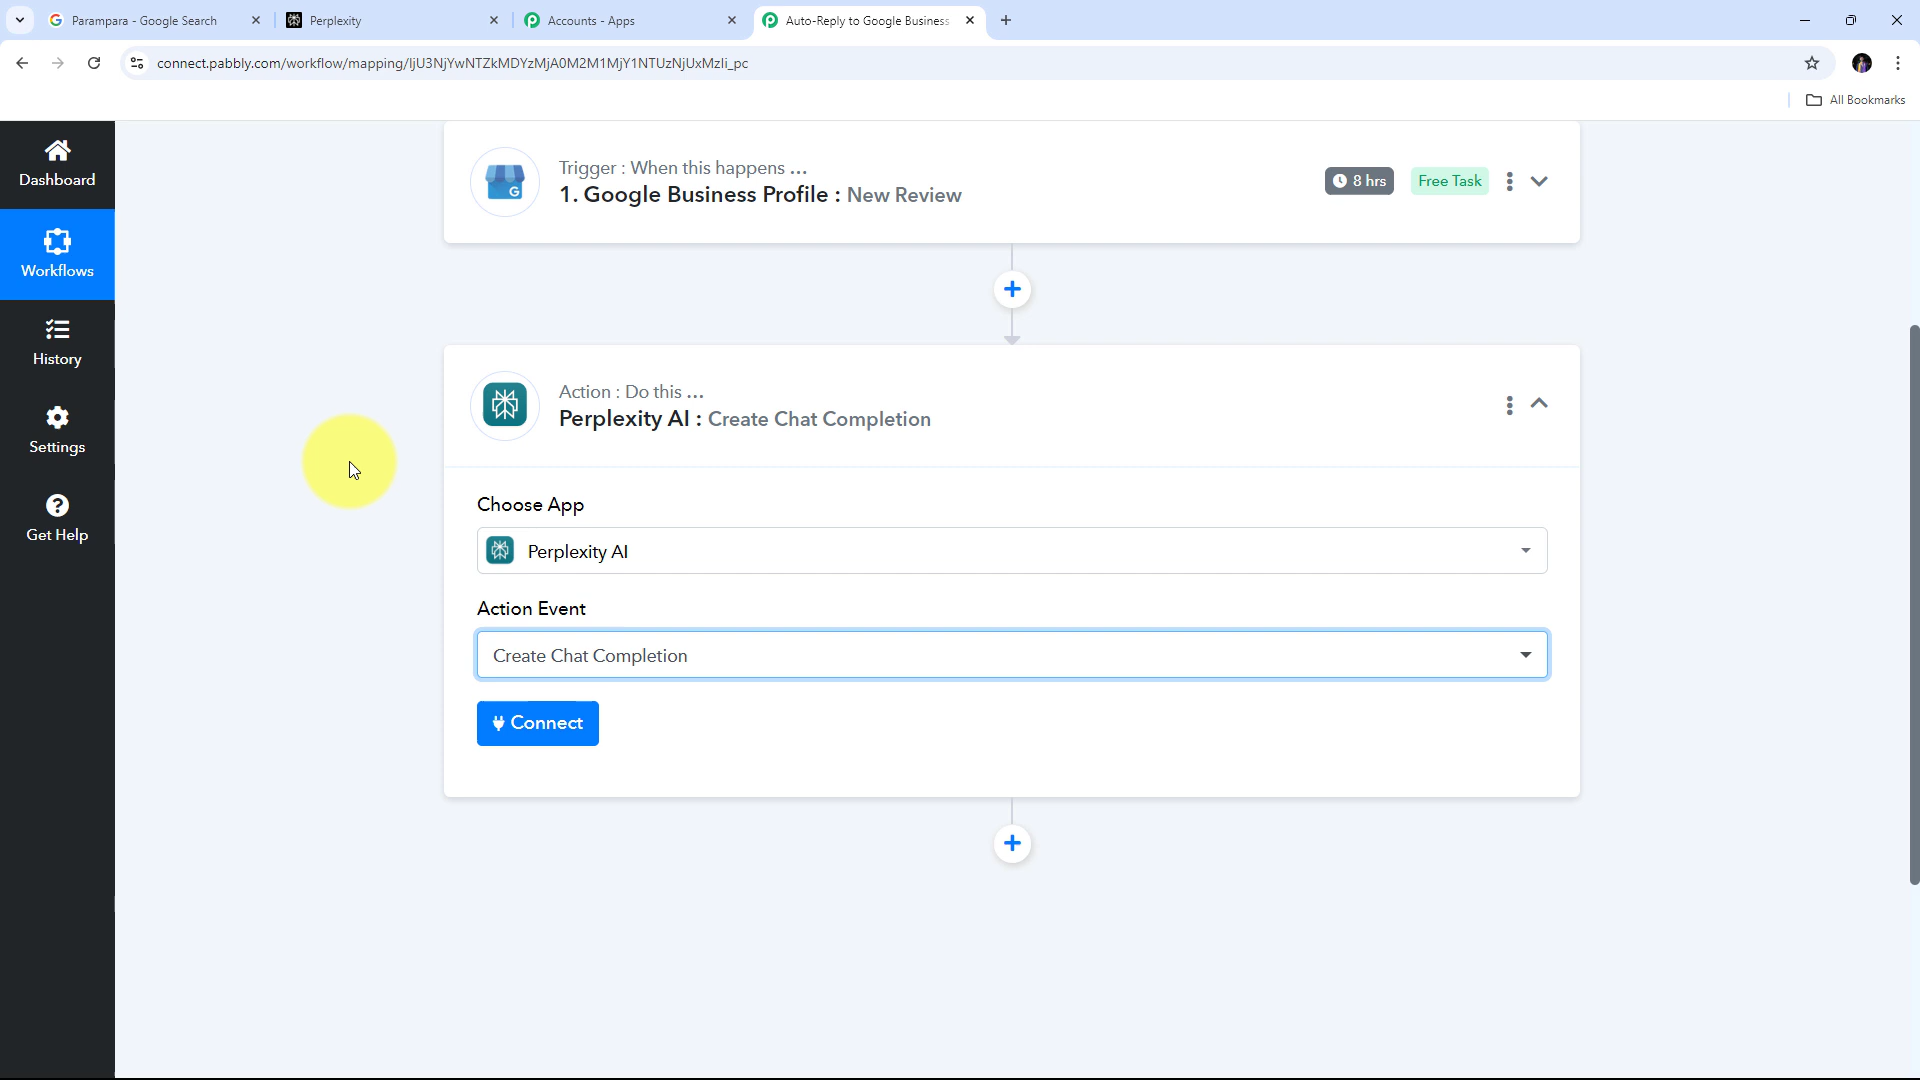 Parampara - Google Search
Perplexity
Accounts - Apps
Auto-Reply to Google Business
connect.pabbly.com/workflow/mapping/IjU3NjYwNTZkMDYzMjA0M2M1MjY1NTUzNjUxMzIi_pc
All Bookmarks
Dashboard
Workflows
History
Settings
Get Help
Trigger : When this happens ...
1. Google Business Profile : New Review
8 hrs
Free Task
Action : Do this ...
Perplexity AI : Create Chat Completion
Choose App
Perplexity AI
Action Event
Create Chat Completion
Connect